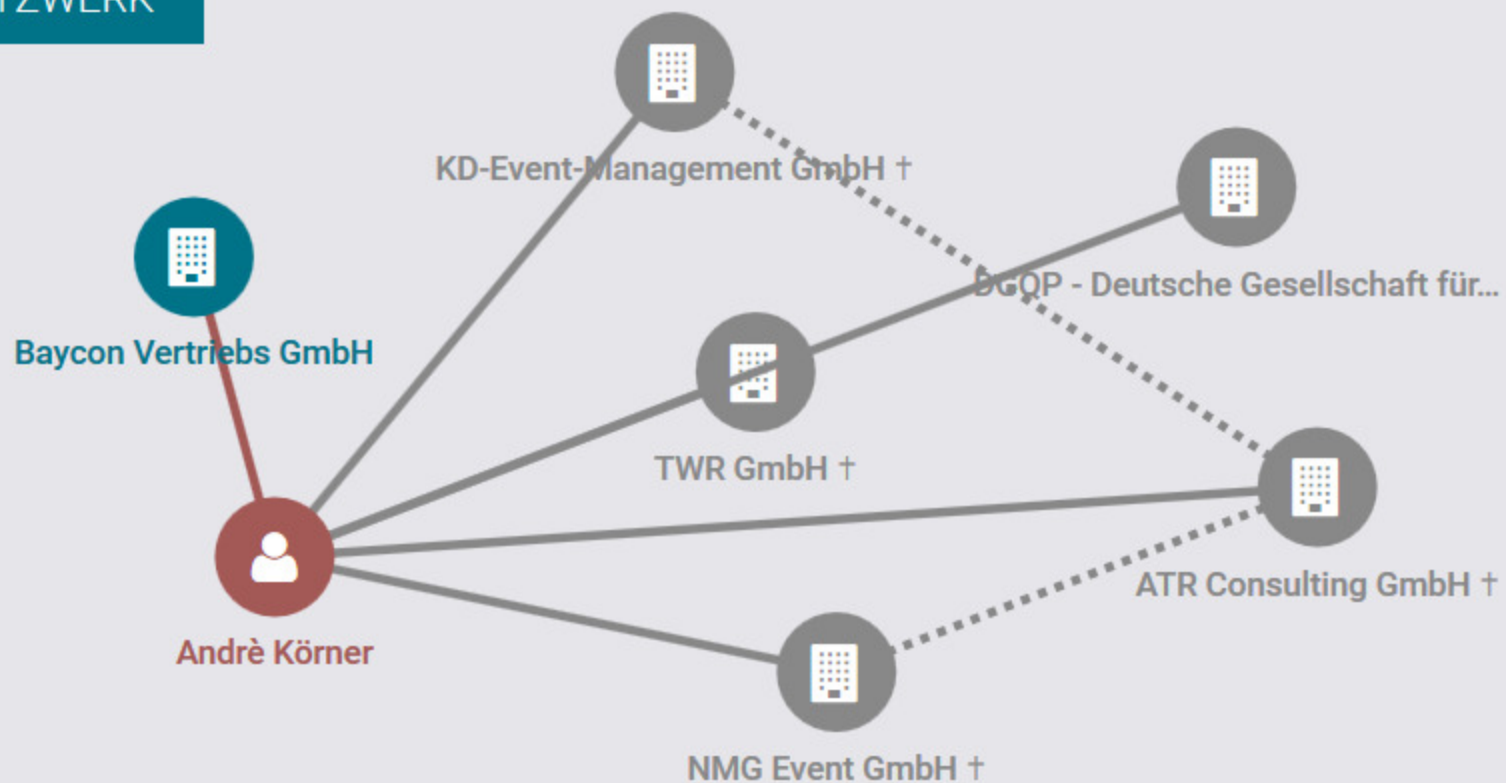 TZWERK
KD-Event-Management GmbH †
DGQP - Deutsche Gesellschaft für...
Baycon Vertriebs GmbH
TWR GmbH †
ATR Consulting GmbH †
Andrè Körner
NMG Event GmbH †